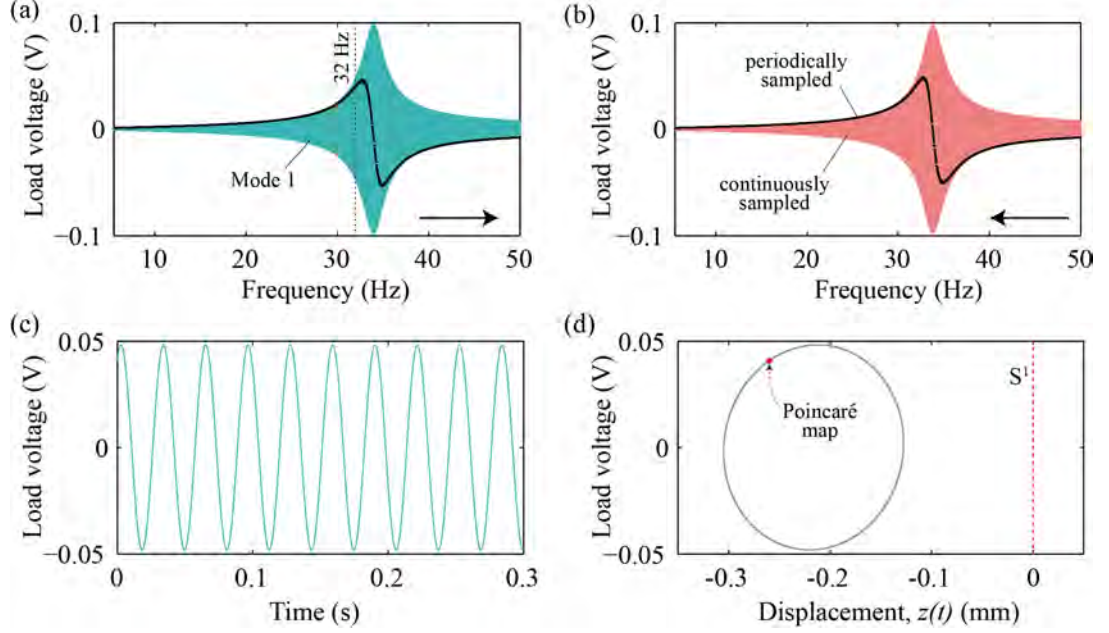 (a)
0.1
0
−0.1
Load voltage (V)
32 Hz
Mode 1
10 20 30 40 50
Frequency (Hz)
(b)
0.1
0
−0.1
Load voltage (V)
periodically
sampled
continuously
sampled
10 20 30 40 50
Frequency (Hz)
(c)
0.05
0
−0.05
Load voltage (V)
0 0.1 0.2 0.3
Time (s)
(d)
0.05
0
−0.05
Load voltage (V)
S¹
Poincaré
map
-0.3 -0.2 -0.1 0
Displacement, z(t) (mm)